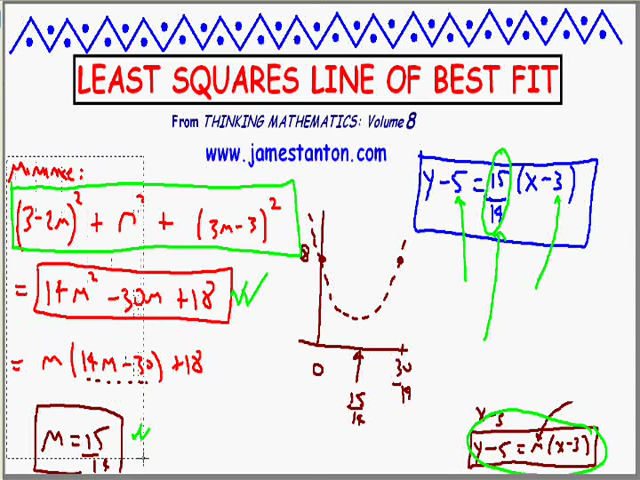 LEAST SQUARES LINE OF BEST FIT
From THINKING MATHEMATICS: Volume 8
www.jamestanton.com
Minimize:
(3-2m)² + m² + (3m-3)²
= 14m² -30m +18
= m(14m-30)+18
m = 15/14
8
0
15/14
30/14
y-5 = 15/14 (x-3)
y-5 = m(x-3)